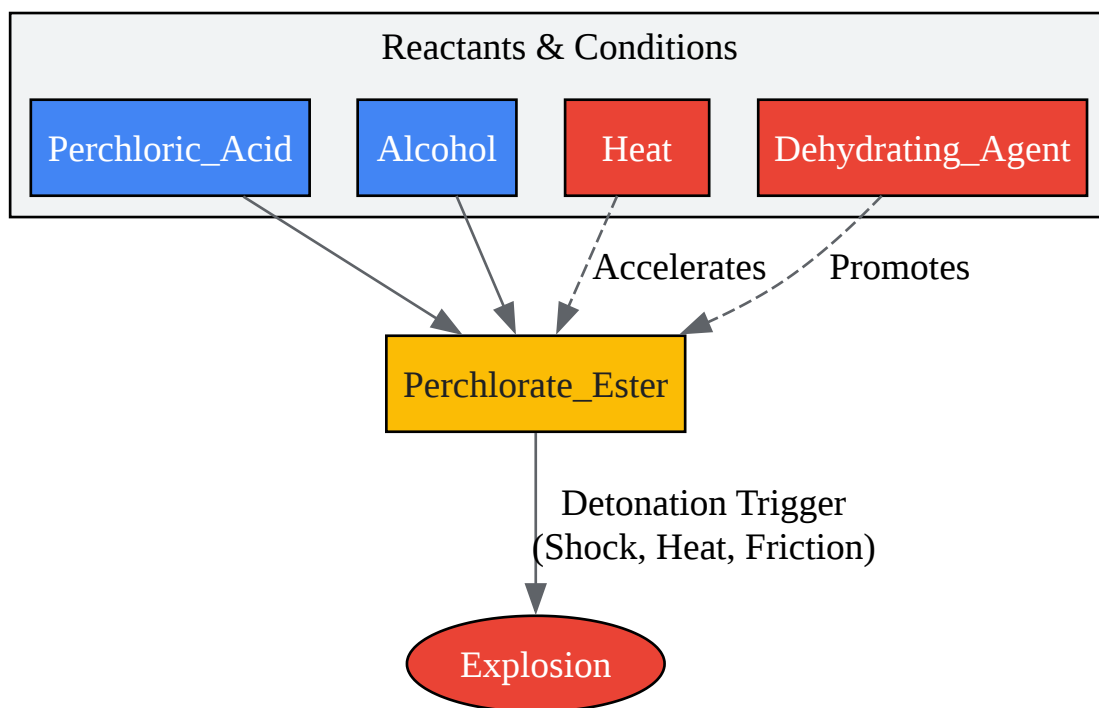 Reactants & Conditions
Perchloric_Acid
Alcohol
Heat
Dehydrating_Agent
Accelerates
Promotes
Perchlorate_Ester
Detonation Trigger
(Shock, Heat, Friction)
Explosion